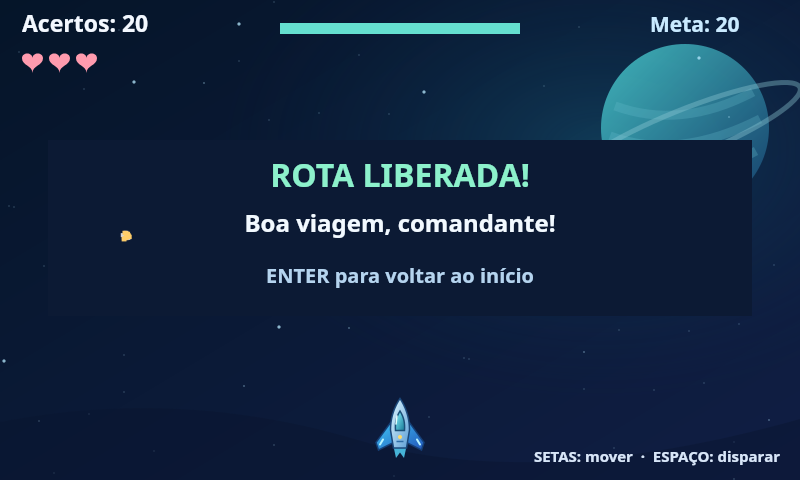 Acertos: 20
Meta: 20
ROTA LIBERADA!
Boa viagem, comandante!
ENTER para voltar ao início
SETAS: mover · ESPAÇO: disparar